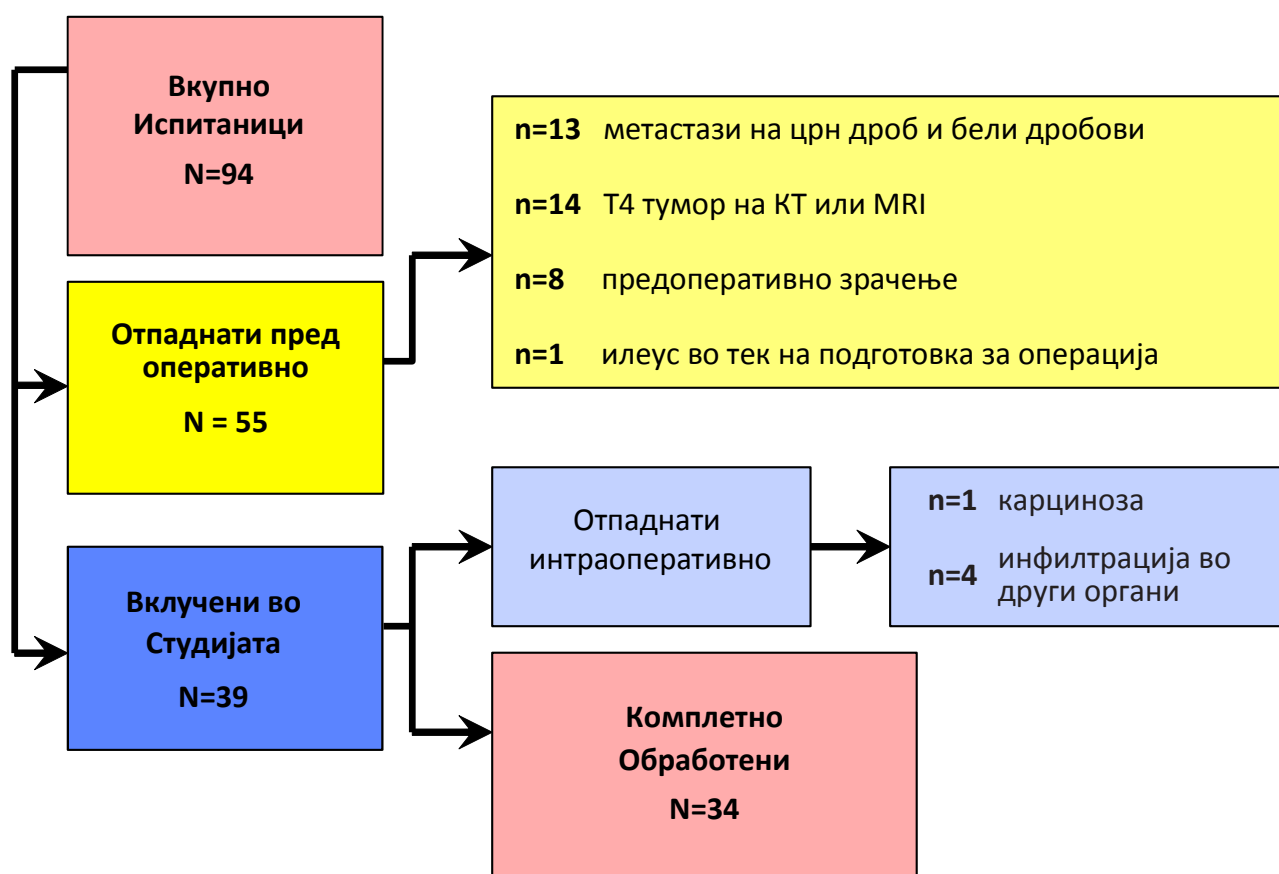 Вкупно
Испитаници
N=94
n=13 метастази на црн дроб и бели дробови
n=14 Т4 тумор на КТ или MRI
n=8 предоперативно зрачење
n=1 илеус во тек на подготовка за операција
Отпаднати пред
оперативно
N = 55
Вклучени во
Студијата
N=39
Отпаднати
интраоперативно
n=1 карциноза
n=4 инфилтрација во
други органи
Комплетно
Обработени
N=34